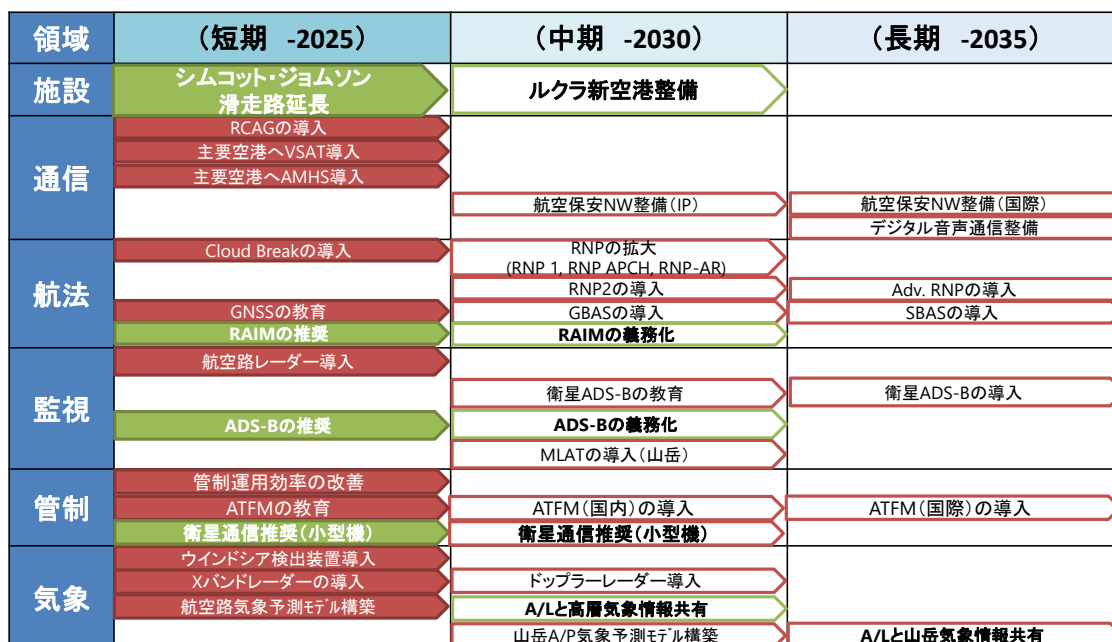 領域
（短期 -2025）
（中期 -2030）
（長期 -2035）
施設
シムコット・ジョムソン
滑走路延長
ルクラ新空港整備
通信
RCAGの導入
主要空港へVSAT導入
主要空港へAMHS導入
航空保安NW整備（IP）
航空保安NW整備（国際）
デジタル音声通信整備
航法
Cloud Breakの導入
RNPの拡大
(RNP 1, RNP APCH, RNP-AR)
RNP2の導入
Adv. RNPの導入
GNSSの教育
GBASの導入
SBASの導入
RAIMの推奨
RAIMの義務化
監視
航空路レーダー導入
衛星ADS-Bの教育
衛星ADS-Bの導入
ADS-Bの推奨
ADS-Bの義務化
MLATの導入（山岳）
管制
管制運用効率の改善
ATFMの教育
ATFM（国内）の導入
ATFM（国際）の導入
衛星通信推奨（小型機）
衛星通信推奨（小型機）
気象
ウインドシア検出装置導入
Xバンドレーダーの導入
ドップラーレーダー導入
航空路気象予測ﾓﾃﾞﾙ構築
A/Lと高層気象情報共有
山岳A/P気象予測ﾓﾃﾞﾙ構築
A/Lと山岳気象情報共有